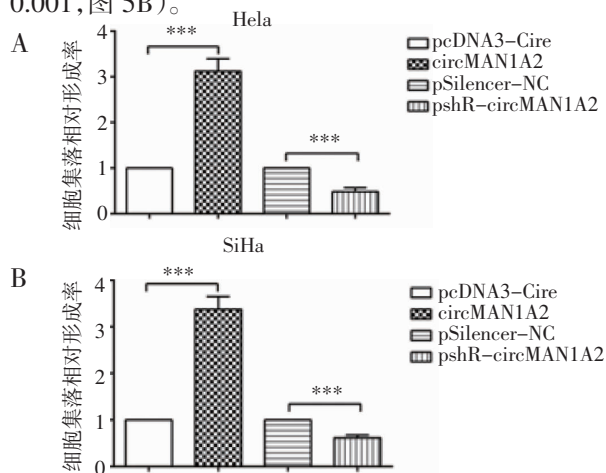 0.001,图 5B)。
Hela
A
细胞集落相对形成率
4
3
2
1
0
***
***
pcDNA3-Circ
circMAN1A2
pSilencer-NC
pshR-circMAN1A2
SiHa
B
细胞集落相对形成率
4
3
2
1
0
***
***
pcDNA3-Circ
circMAN1A2
pSilencer-NC
pshR-circMAN1A2